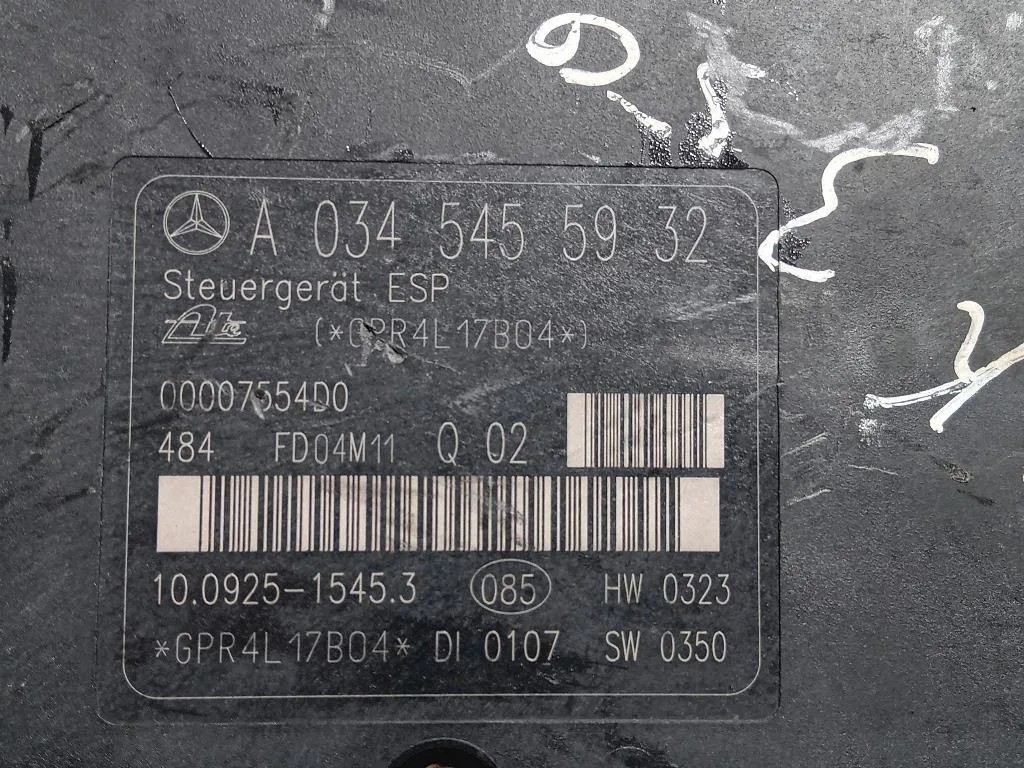 A 034 545 59 32
Steuergerät ESP
Ate (*GPR4L17B04*)
00007554D0
484 FD04M11 Q 02
10.0925-1545.3 085 HW 0323
*GPR4L17B04* DI 0107 SW 0350